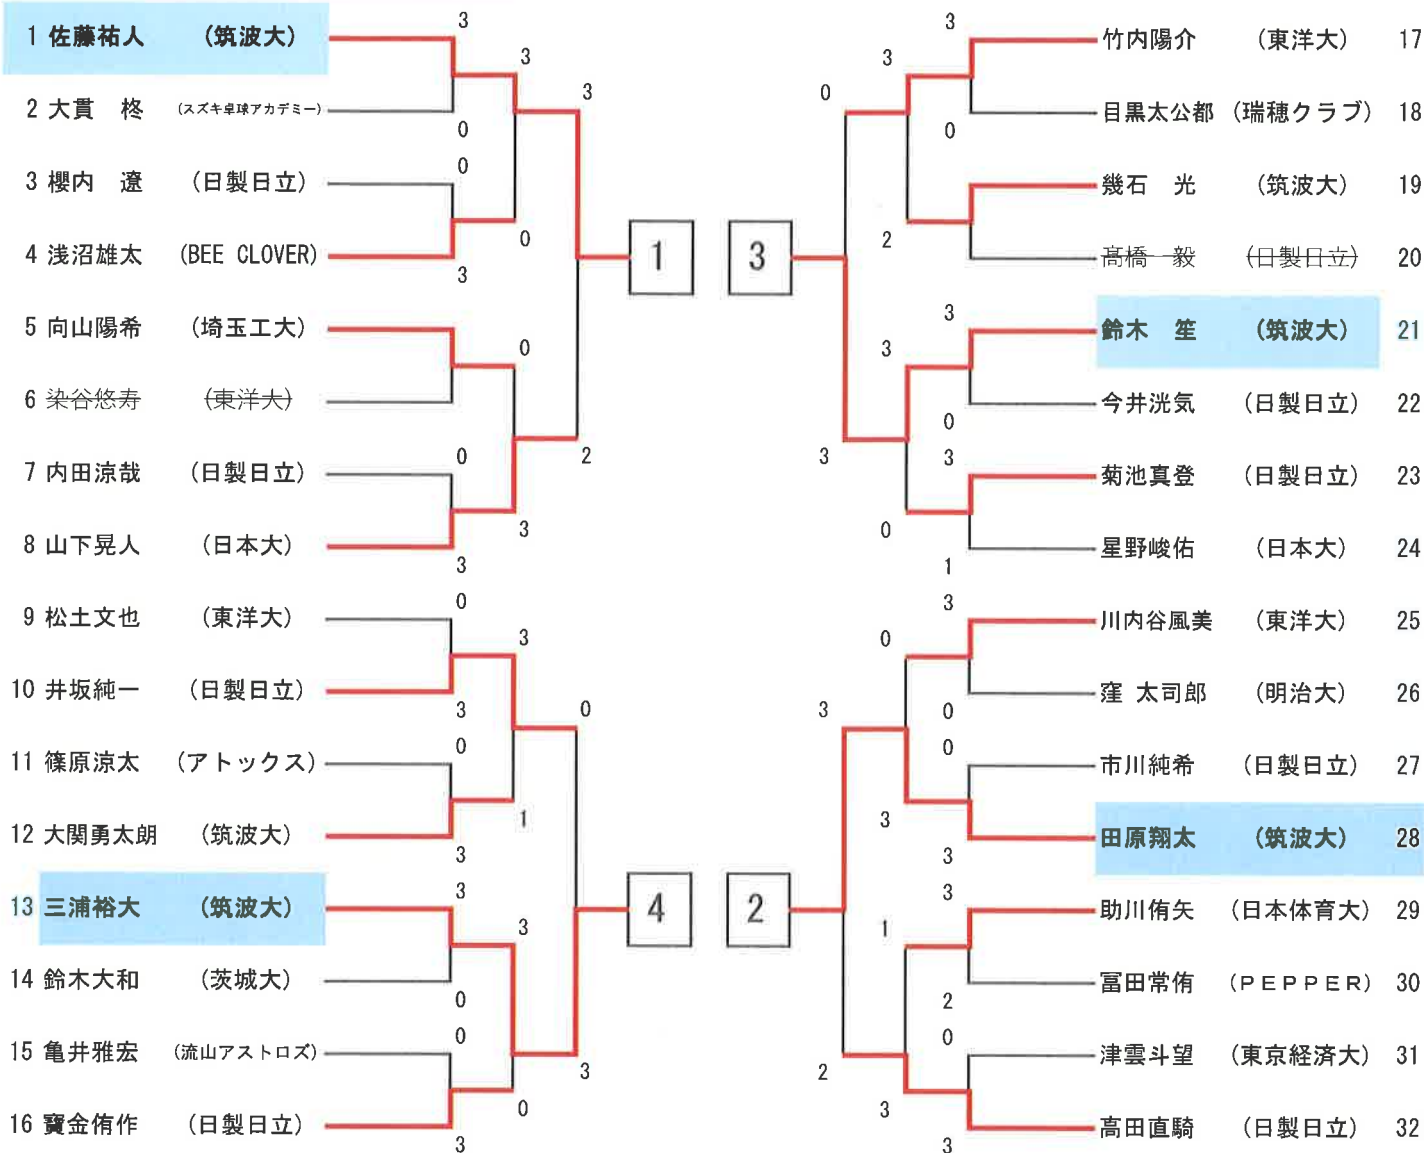 1 佐藤祐人 (筑波大)
2 大貫 柊 (スズキ卓球アカデミー)
3 櫻内 遼 (日製日立)
4 浅沼雄太 (BEE CLOVER)
5 向山陽希 (埼玉工大)
6 染谷悠寿 (東洋大)
7 内田涼哉 (日製日立)
8 山下晃人 (日本大)
9 松土文也 (東洋大)
10 井坂純一 (日製日立)
11 篠原涼太 (アトックス)
12 大関勇太朗 (筑波大)
13 三浦裕大 (筑波大)
14 鈴木大和 (茨城大)
15 亀井雅宏 (流山アストロズ)
16 寶金侑作 (日製日立)
3
0
0
3
0
3
0
3
0
3
3
0
0
3
3
0
0
3
3
0
0
3
3
1
3
0
3
2
0
3
1
4
3
2
0
3
3
2
3
2
3
0
0
3
3
1
3
0
3
0
3
1
3
0
0
3
3
2
0
3
竹内陽介 (東洋大) 17
目黒太公都 (瑞穂クラブ) 18
幾石 光 (筑波大) 19
高橋 毅 (日製日立) 20
鈴木 笙 (筑波大) 21
今井洸気 (日製日立) 22
菊池真登 (日製日立) 23
星野峻佑 (日本大) 24
川内谷風美 (東洋大) 25
窪 太司郎 (明治大) 26
市川純希 (日製日立) 27
田原翔太 (筑波大) 28
助川侑矢 (日本体育大) 29
冨田常侑 (PEPPER) 30
津雲斗望 (東京経済大) 31
高田直騎 (日製日立) 32